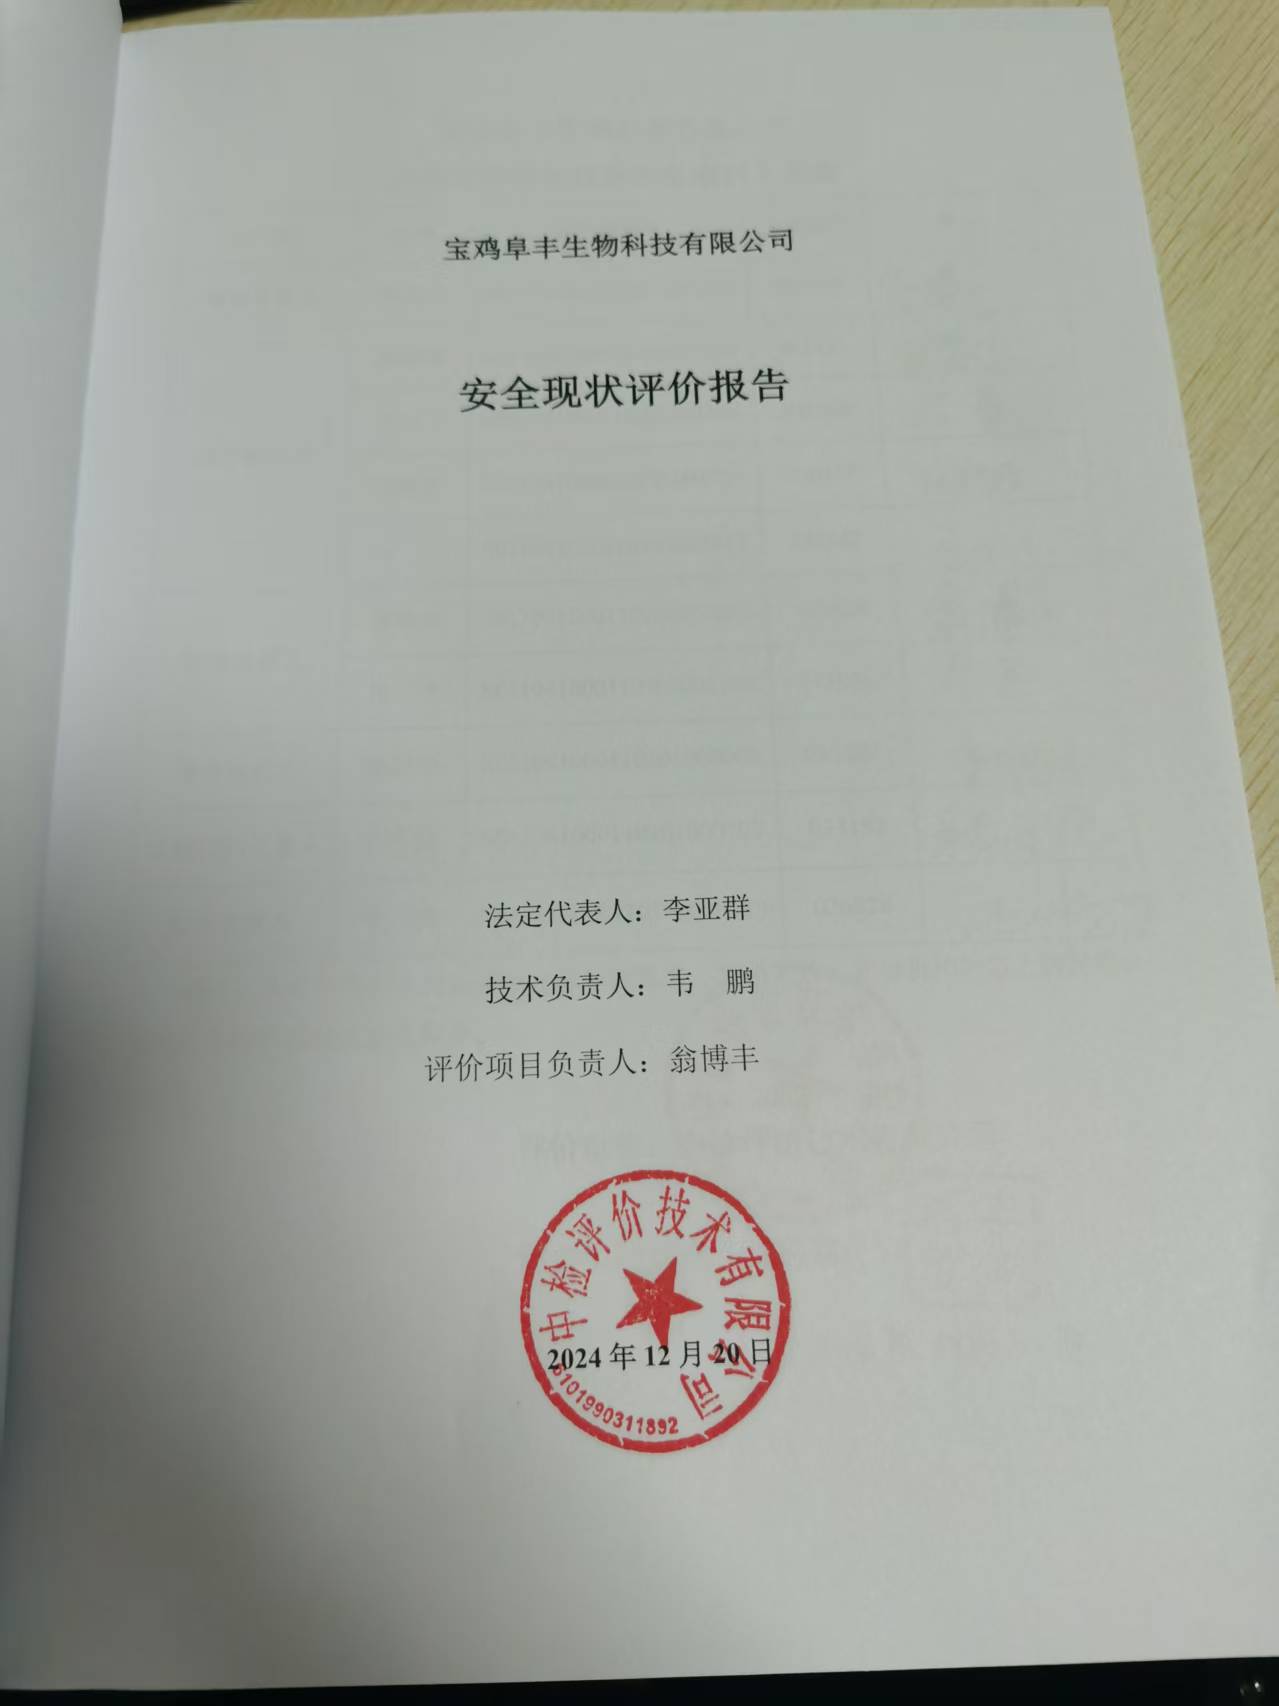 宝鸡阜丰生物科技有限公司
安全现状评价报告
法定代表人：李亚群
技术负责人：韦　鹏
评价项目负责人：翁博丰
中检评价技术有限公司
2024年12月20日
6101990311892